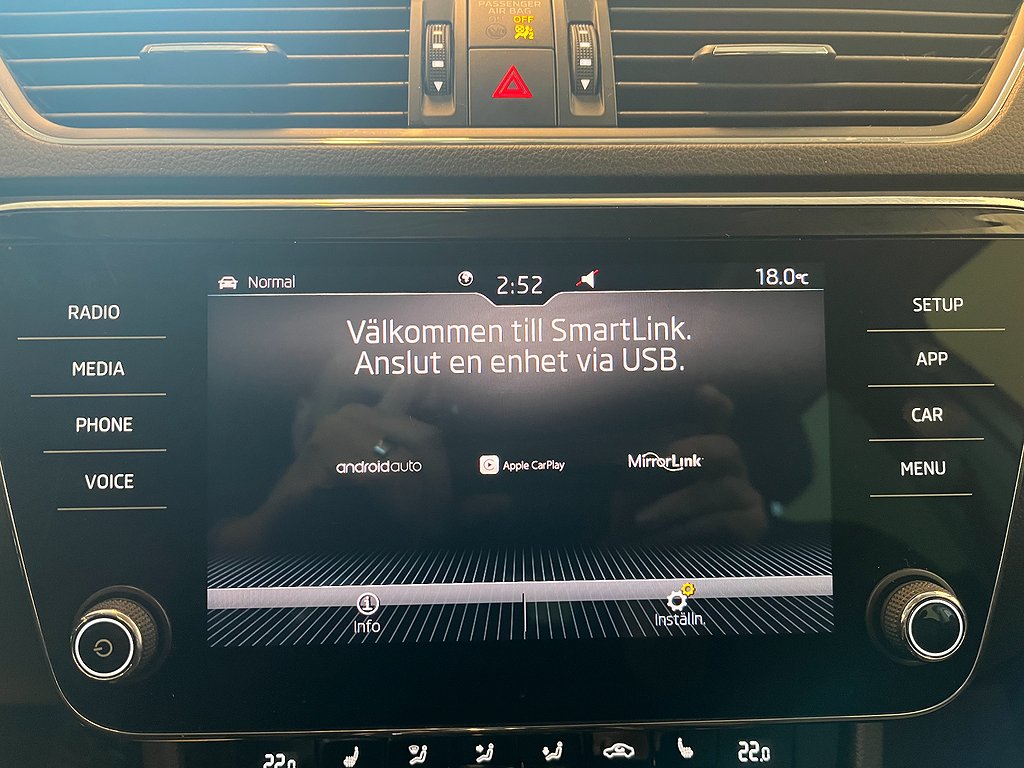 PASSENGER
AIR BAG
ON OFF
Normal 2:52 18.0°C
RADIO
MEDIA
PHONE
VOICE
Välkommen till SmartLink.
Anslut en enhet via USB.
androidauto Apple CarPlay MirrorLink
Info Inställn.
SETUP
APP
CAR
MENU
22.0 22.0